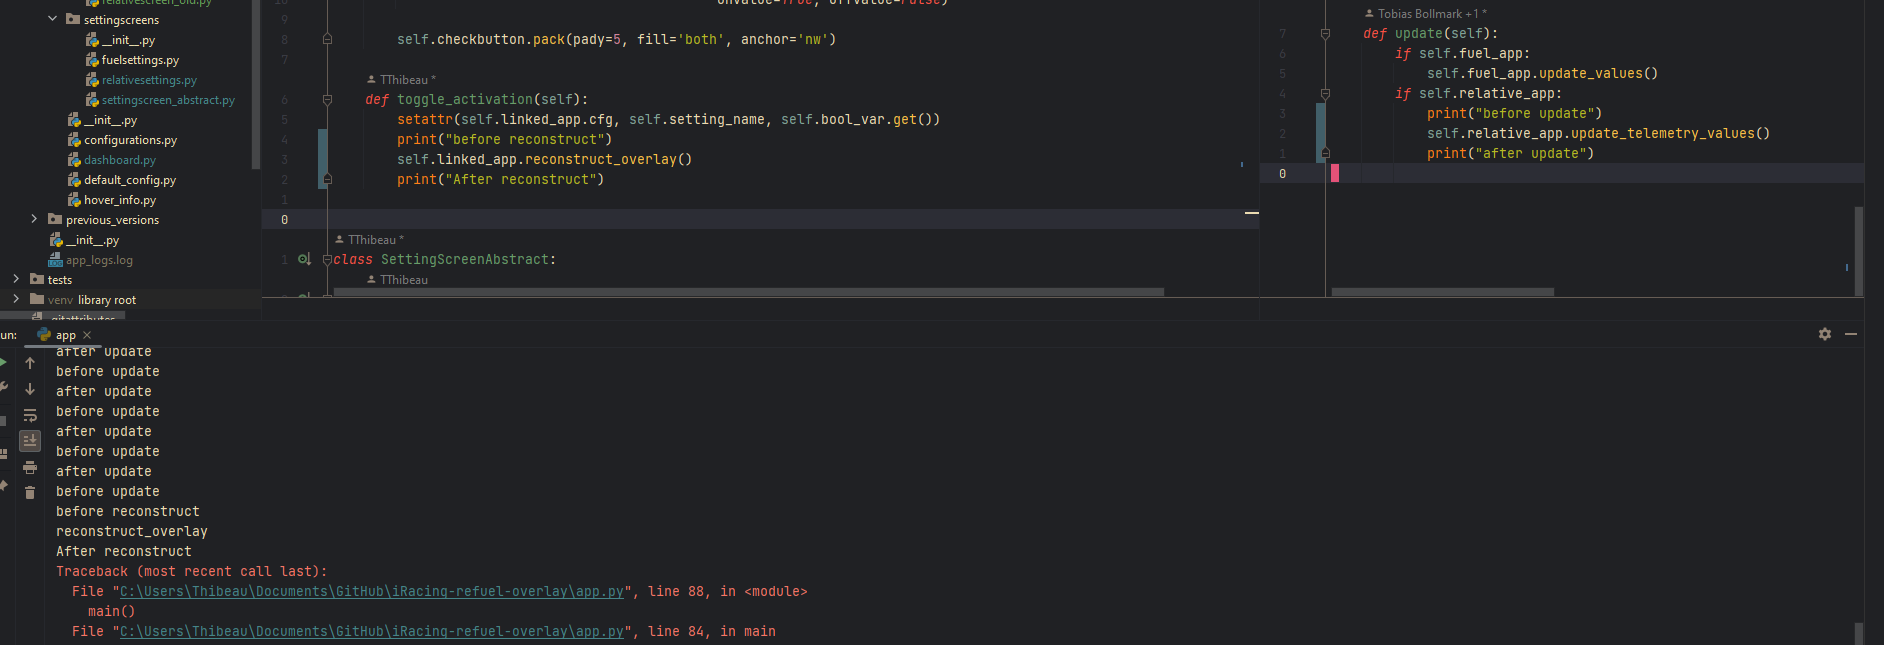 relativescreen_old.py
settingscreens
__init__.py
fuelsettings.py
relativesettings.py
settingscreen_abstract.py
__init__.py
configurations.py
dashboard.py
default_config.py
hover_info.py
previous_versions
__init__.py
app_logs.log
tests
venv library root
.gitattributes
10 onvalue=True, offvalue=False)
9
8 self.checkbutton.pack(pady=5, fill='both', anchor='nw')
7
TThibeau *
6 def toggle_activation(self):
5 setattr(self.linked_app.cfg, self.setting_name, self.bool_var.get())
4 print("before reconstruct")
3 self.linked_app.reconstruct_overlay()
2 print("After reconstruct")
1
0
TThibeau *
1 class SettingScreenAbstract:
TThibeau
Tobias Bollmark +1 *
7 def update(self):
6 if self.fuel_app:
5 self.fuel_app.update_values()
4 if self.relative_app:
3 print("before update")
2 self.relative_app.update_telemetry_values()
1 print("after update")
0
un: app
after update
before update
after update
before update
after update
before update
after update
before update
before reconstruct
reconstruct_overlay
After reconstruct
Traceback (most recent call last):
File "C:\Users\Thibeau\Documents\GitHub\iRacing-refuel-overlay\app.py", line 88, in <module>
main()
File "C:\Users\Thibeau\Documents\GitHub\iRacing-refuel-overlay\app.py", line 84, in main